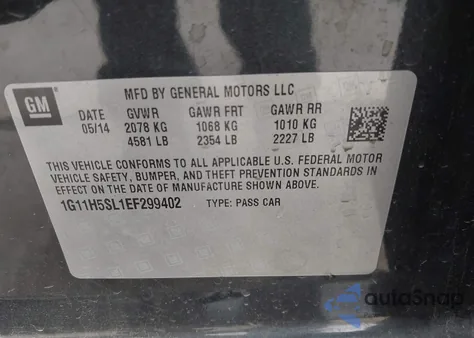 GM
MFD BY GENERAL MOTORS LLC
DATE GVWR GAWR FRT GAWR RR
05/14 2078 KG 1068 KG 1010 KG
4581 LB 2354 LB 2227 LB
THIS VEHICLE CONFORMS TO ALL APPLICABLE U.S. FEDERAL MOTOR
VEHICLE SAFETY, BUMPER, AND THEFT PREVENTION STANDARDS IN
EFFECT ON THE DATE OF MANUFACTURE SHOWN ABOVE.
1G11H5SL1EF299402 TYPE: PASS CAR
autoSnap